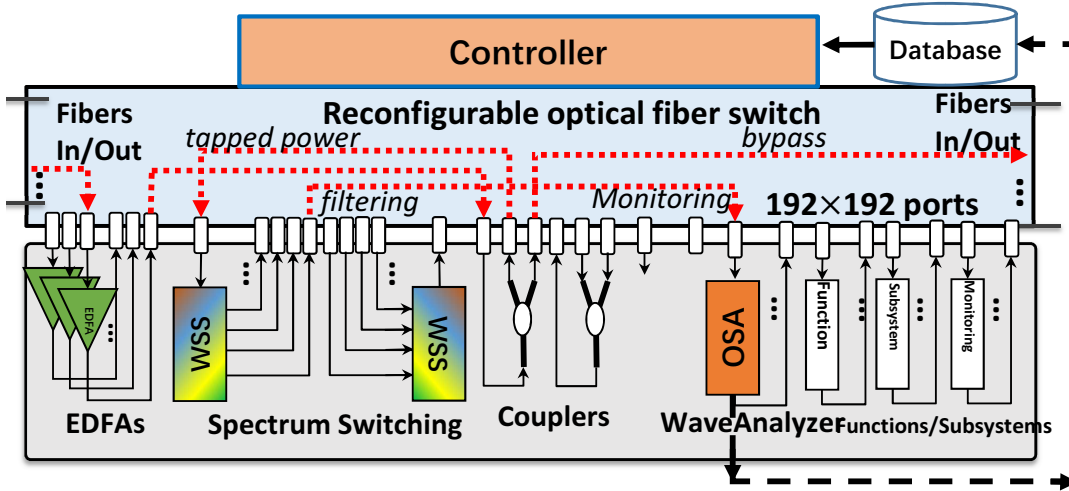 Controller
Database
Fibers
In/Out
Reconfigurable optical fiber switch
Fibers
In/Out
tapped power
bypass
filtering
Monitoring
192×192 ports
EDFA
WSS
WSS
OSA
Function
Subsystem
Monitoring
EDFAs
Spectrum Switching
Couplers
WaveAnalyzer
Functions/Subsystems